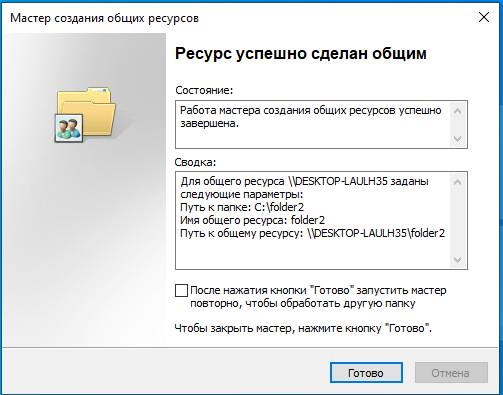 Мастер создания общих ресурсов
Ресурс успешно сделан общим
Состояние:
Работа мастера создания общих ресурсов успешно
завершена.
Сводка:
Для общего ресурса \\DESKTOP-LAULH35 заданы
следующие параметры:
Путь к папке: C:\folder2
Имя общего ресурса: folder2
Путь к общему ресурсу: \\DESKTOP-LAULH35\folder2
После нажатия кнопки "Готово" запустить мастер
повторно, чтобы обработать другую папку
Чтобы закрыть мастер, нажмите кнопку "Готово".
Готово
Отмена